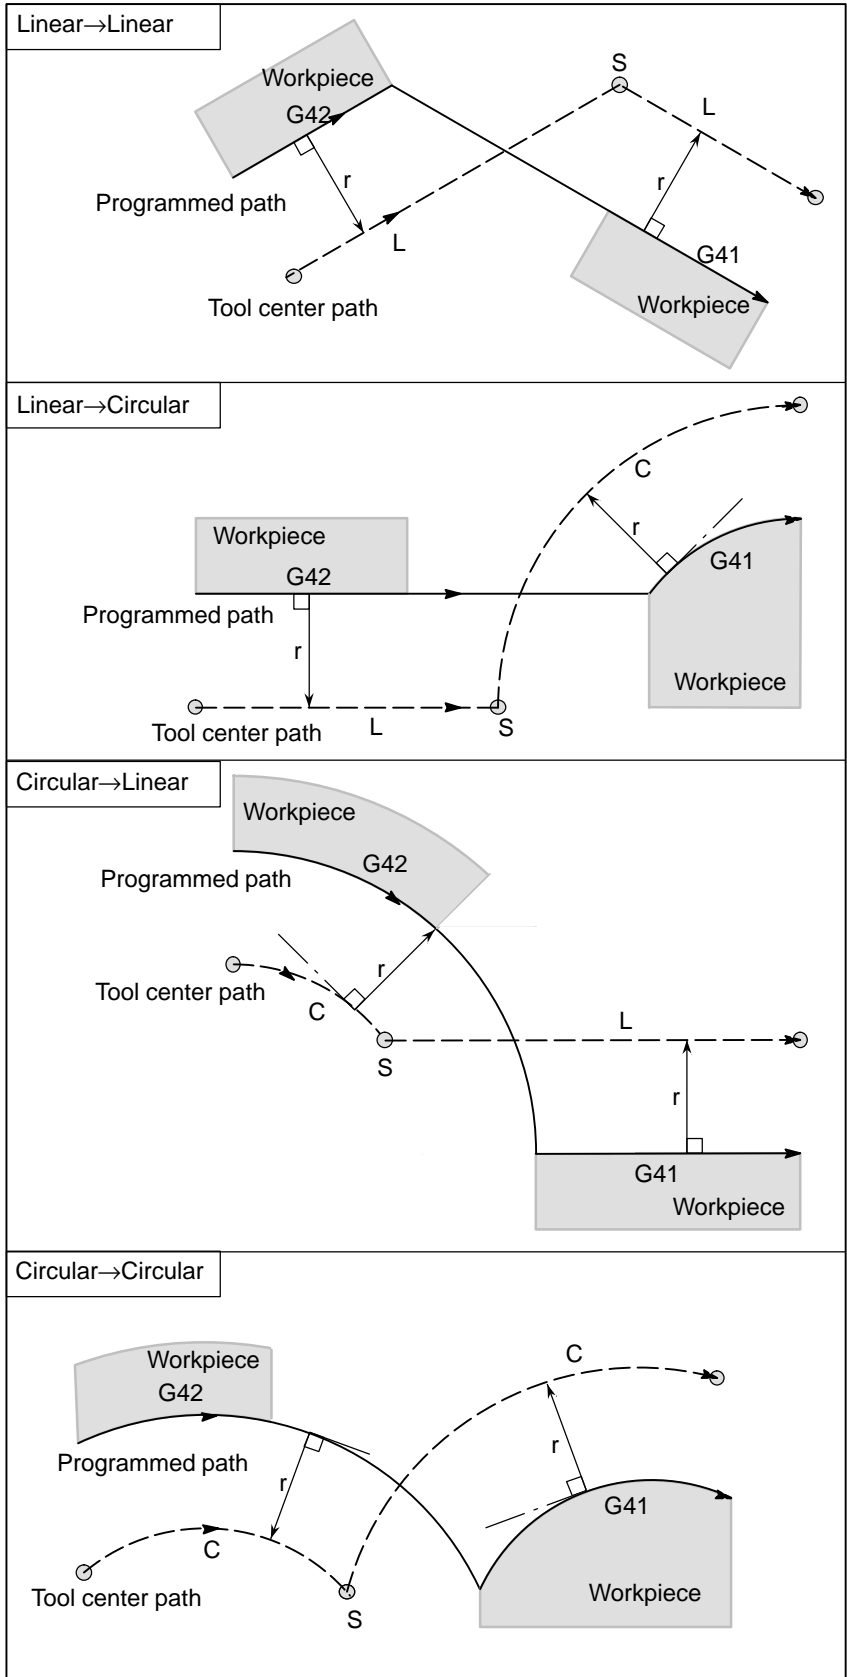 Linear→Linear
Workpiece
G42
S
L
r
r
Programmed path
L
G41
Tool center path
Workpiece
Linear→Circular
C
Workpiece
r
G41
G42
Programmed path
r
Workpiece
Tool center path
L
S
Circular→Linear
Workpiece
G42
Programmed path
r
Tool center path
C
L
S
r
G41
Workpiece
Circular→Circular
C
Workpiece
G42
r
Programmed path
r
G41
C
Workpiece
Tool center path
S